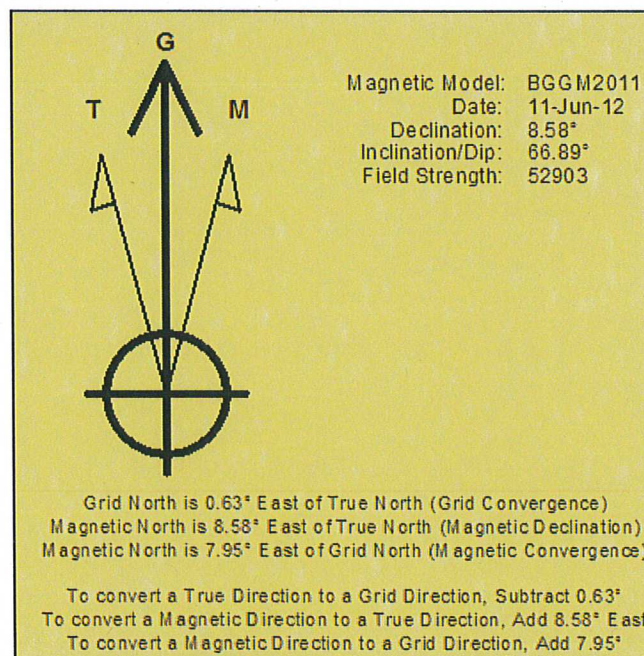 G
T
M
Magnetic Model: BGGM2011
Date: 11-Jun-12
Declination: 8.58°
Inclination/Dip: 66.89°
Field Strength: 52903
Grid North is 0.63° East of True North (Grid Convergence)
Magnetic North is 8.58° East of True North (Magnetic Declination)
Magnetic North is 7.95° East of Grid North (Magnetic Convergence)
To convert a True Direction to a Grid Direction, Subtract 0.63°
To convert a Magnetic Direction to a True Direction, Add 8.58° East
To convert a Magnetic Direction to a Grid Direction, Add 7.95°